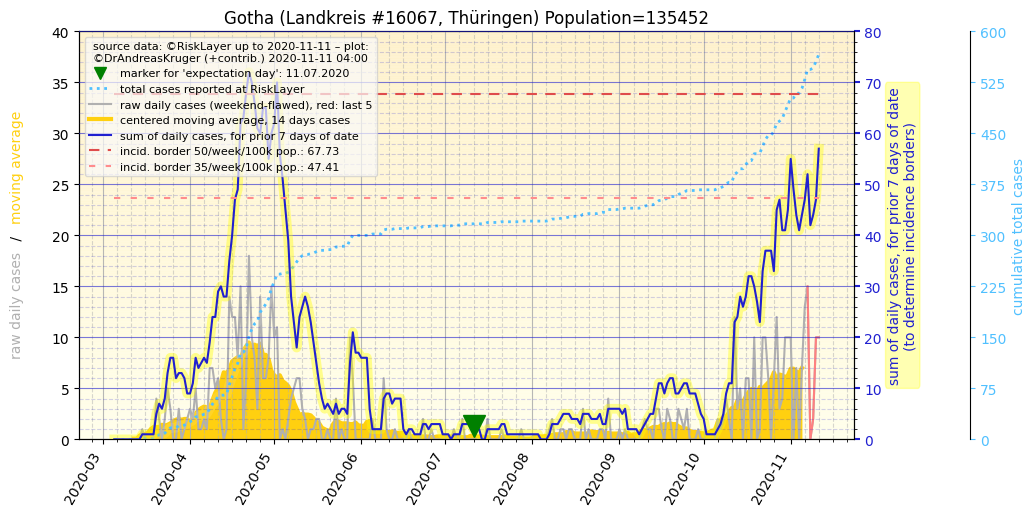 Gotha (Landkreis #16067, Thüringen) Population=135452
source data: ©RiskLayer up to 2020-11-11 – plot:
©DrAndreasKruger (+contrib.) 2020-11-11 04:00
marker for 'expectation day': 11.07.2020
total cases reported at RiskLayer
raw daily cases (weekend-flawed), red: last 5
centered moving average, 14 days cases
sum of daily cases, for prior 7 days of date
incid. border 50/week/100k pop.: 67.73
incid. border 35/week/100k pop.: 47.41
raw daily cases / moving average
40
35
30
25
20
15
10
5
0
80
70
60
50
40
30
20
10
0
sum of daily cases, for prior 7 days of date
(to determine incidence borders)
600
525
450
375
300
225
150
75
0
cumulative total cases
2020-03
2020-04
2020-05
2020-06
2020-07
2020-08
2020-09
2020-10
2020-11